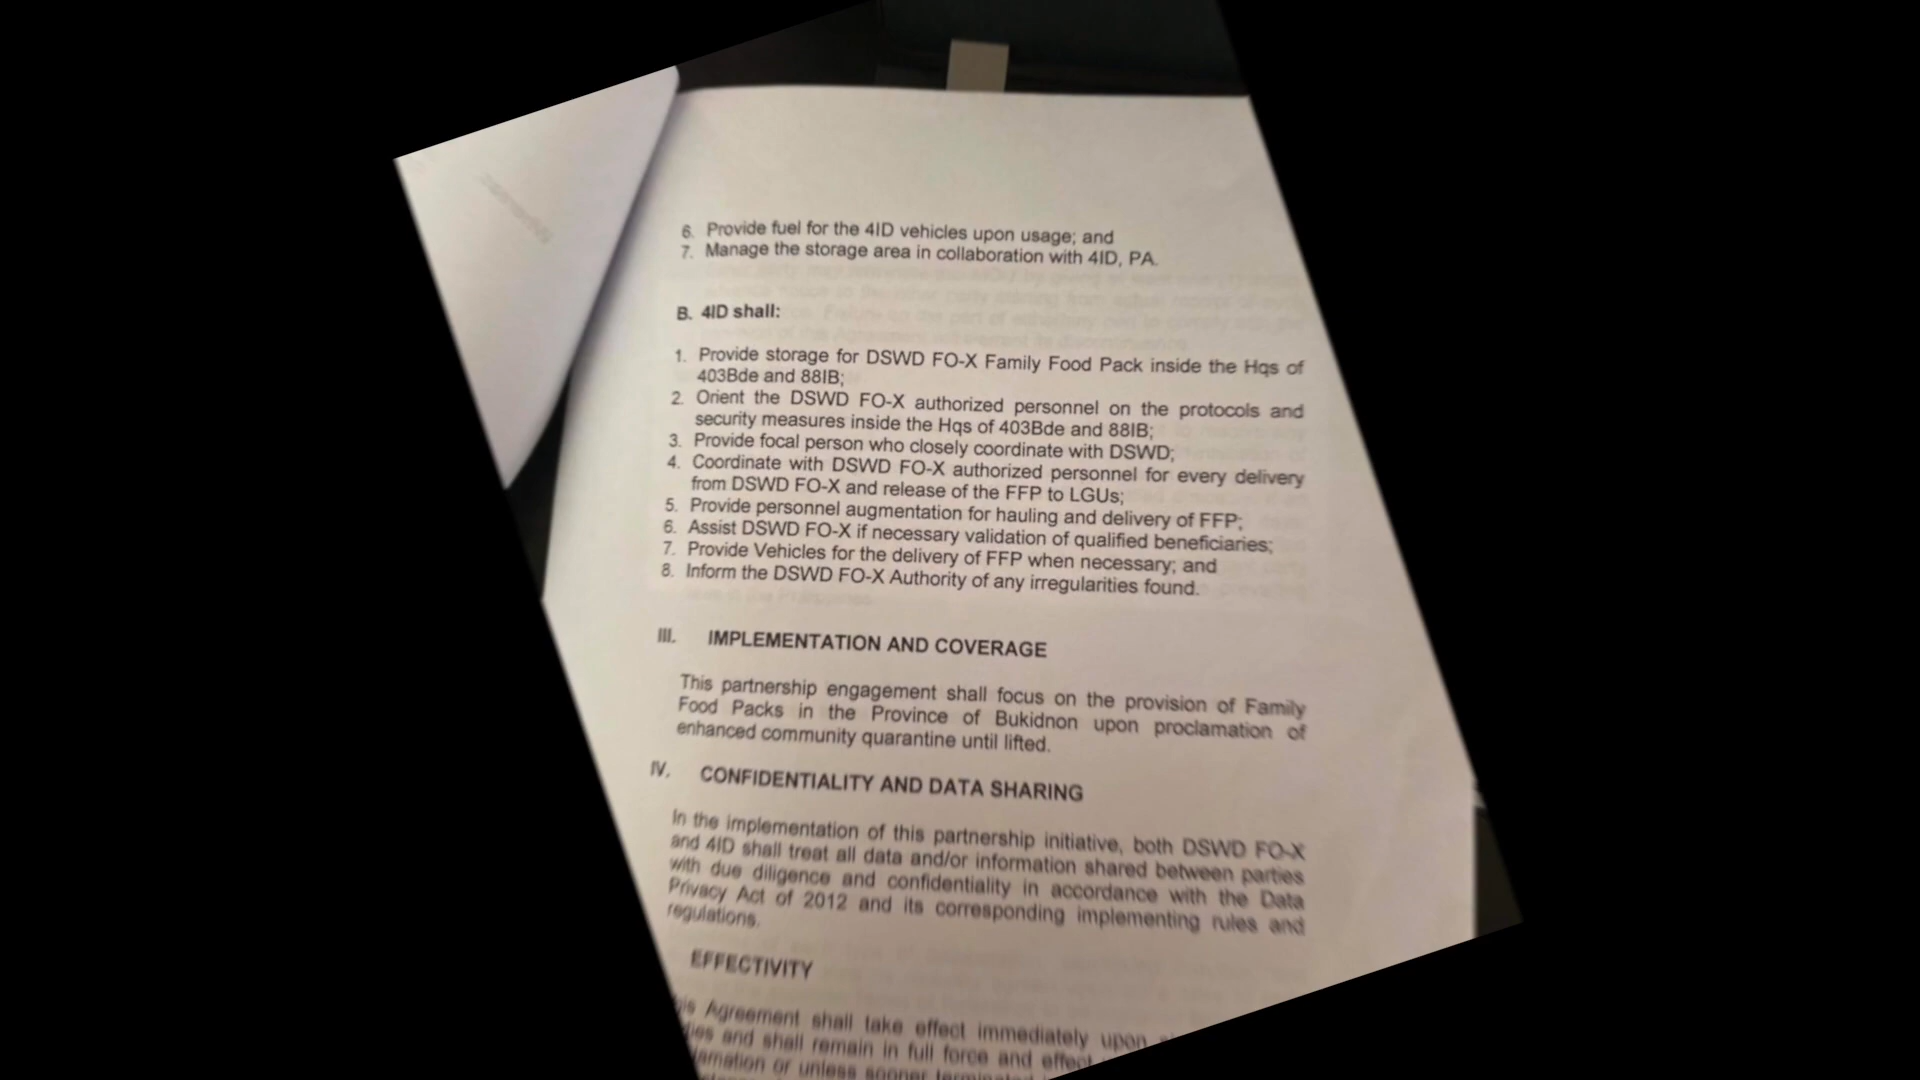 6. Provide fuel for the 4ID vehicles upon usage; and
7. Manage the storage area in collaboration with 4ID, PA.
B. 4ID shall:
1. Provide storage for DSWD FO-X Family Food Pack inside the Hqs of
403Bde and 88IB;
2. Orient the DSWD FO-X authorized personnel on the protocols and
security measures inside the Hqs of 403Bde and 88IB;
3. Provide focal person who closely coordinate with DSWD;
4. Coordinate with DSWD FO-X authorized personnel for every delivery
from DSWD FO-X and release of the FFP to LGUs;
5. Provide personnel augmentation for hauling and delivery of FFP;
6. Assist DSWD FO-X if necessary validation of qualified beneficiaries;
7. Provide Vehicles for the delivery of FFP when necessary; and
8. Inform the DSWD FO-X Authority of any irregularities found.
III. IMPLEMENTATION AND COVERAGE
This partnership engagement shall focus on the provision of Family
Food Packs in the Province of Bukidnon upon proclamation of
enhanced community quarantine until lifted.
IV. CONFIDENTIALITY AND DATA SHARING
In the implementation of this partnership initiative, both DSWD FO-X
and 4ID shall treat all data and/or information shared between parties
with due diligence and confidentiality in accordance with the Data
Privacy Act of 2012 and its corresponding implementing rules and
regulations.
EFFECTIVITY
Agreement shall take effect immediately upon
and shall remain in full force and effect
or unless sooner terminated